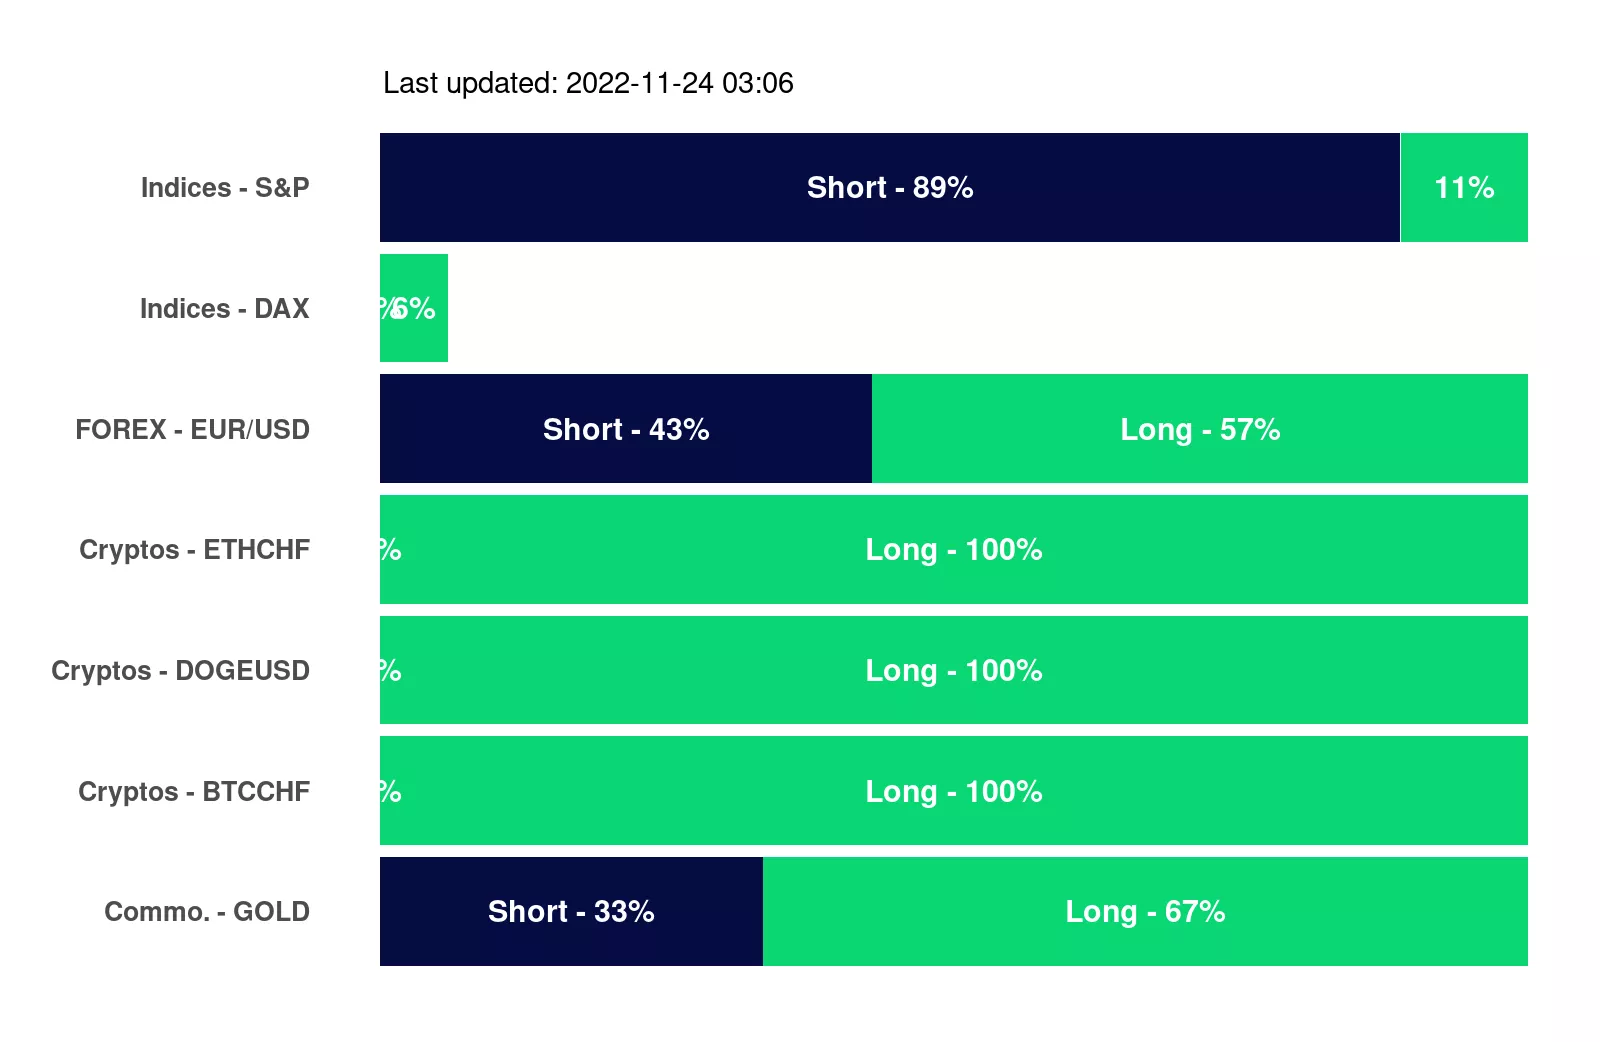 Last updated: 2022-11-24 03:06
Indices - S&P
Short - 89%
11%
Indices - DAX
%
6%
FOREX - EUR/USD
Short - 43%
Long - 57%
Cryptos - ETHCHF
%
Long - 100%
Cryptos - DOGEUSD
%
Long - 100%
Cryptos - BTCCHF
%
Long - 100%
Commo. - GOLD
Short - 33%
Long - 67%